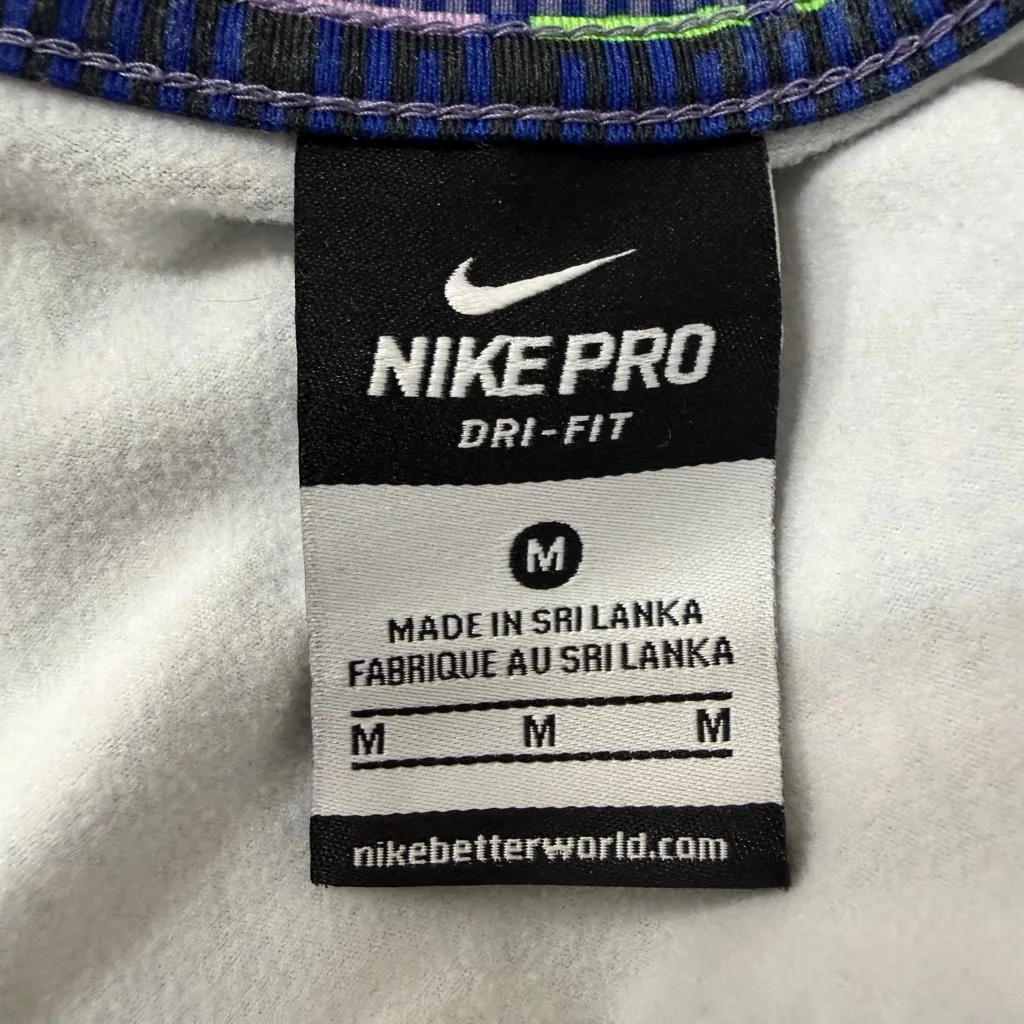 NIKE PRO
DRI-FIT
M
MADE IN SRI LANKA
FABRIQUE AU SRI LANKA
M M M
nikebetterworld.com